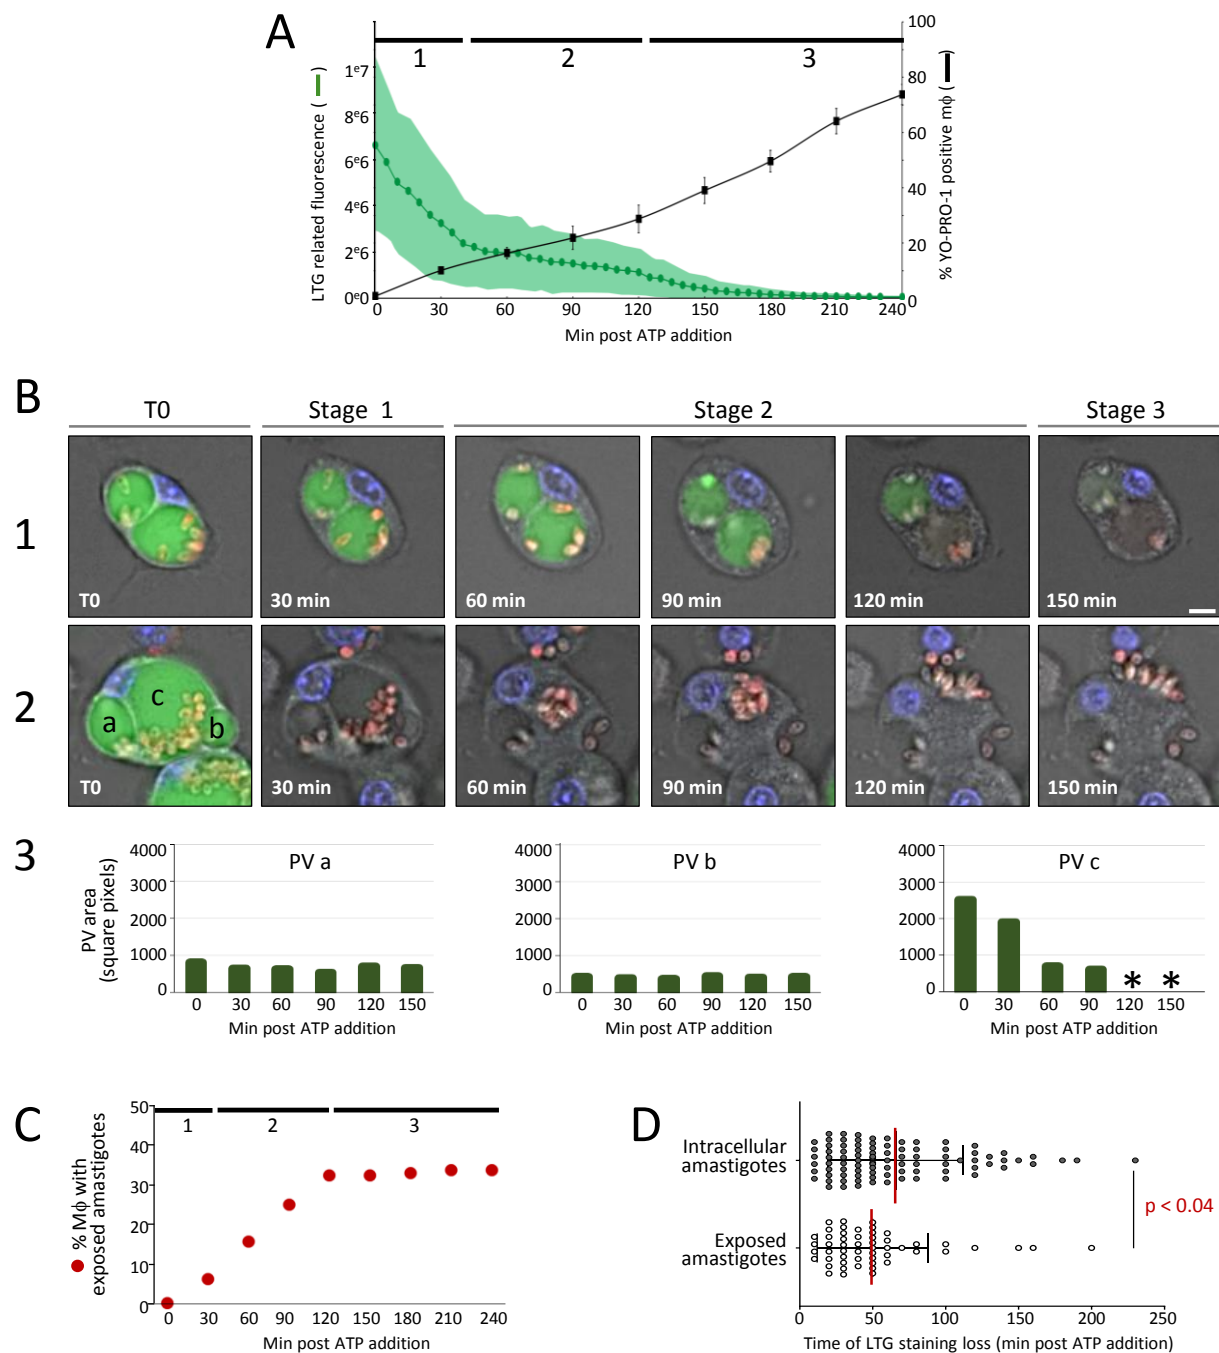 A
100
1
2
3
1e7
80
8e6
60
6e6
40
4e6
20
2e6
0e0
0
LTG related fluorescence ( )
% YO-PRO-1 positive mϕ ( )
0 30 60 90 120 150 180 210 240
Min post ATP addition
B
T0 Stage 1 Stage 2 Stage 3
1
T0 30 min 60 min 90 min 120 min 150 min
2
a c b
T0 30 min 60 min 90 min 120 min 150 min
3
PV area
(square pixels)
4000
3000
2000
1000
0
PV a
0 30 60 90 120 150
Min post ATP addition
4000
3000
2000
1000
0
PV b
0 30 60 90 120 150
Min post ATP addition
4000
3000
2000
1000
0
PV c
* *
0 30 60 90 120 150
Min post ATP addition
C
% Mϕ with
exposed amastigotes
50
40
30
20
10
0
1 2 3
0 30 60 90 120 150 180 210 240
Min post ATP addition
D
Intracellular
amastigotes
Exposed
amastigotes
p < 0.04
0 50 100 150 200 250
Time of LTG staining loss (min post ATP addition)